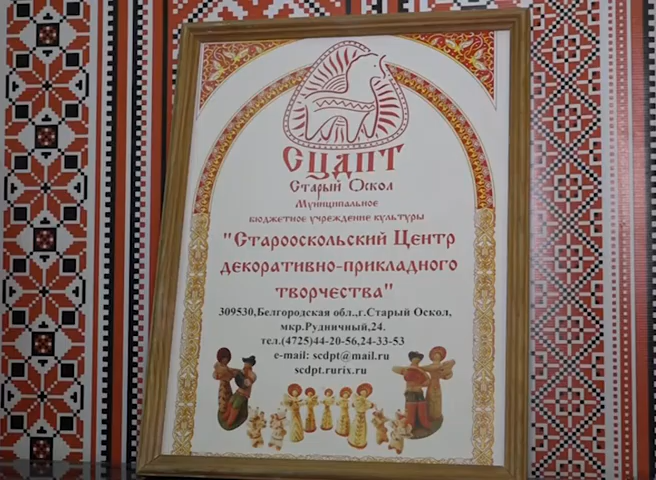 СЦДПТ
Старый Оскол
Муниципальное
бюджетное учреждение культуры
"Старооскольский Центр
декоративно-прикладного
творчества"
309530,Белгородская обл.,г.Старый Оскол,
мкр.Рудничный,24.
тел.(4725)44-20-56,24-33-53
e-mail: scdpt@mail.ru
scdpt.rurix.ru